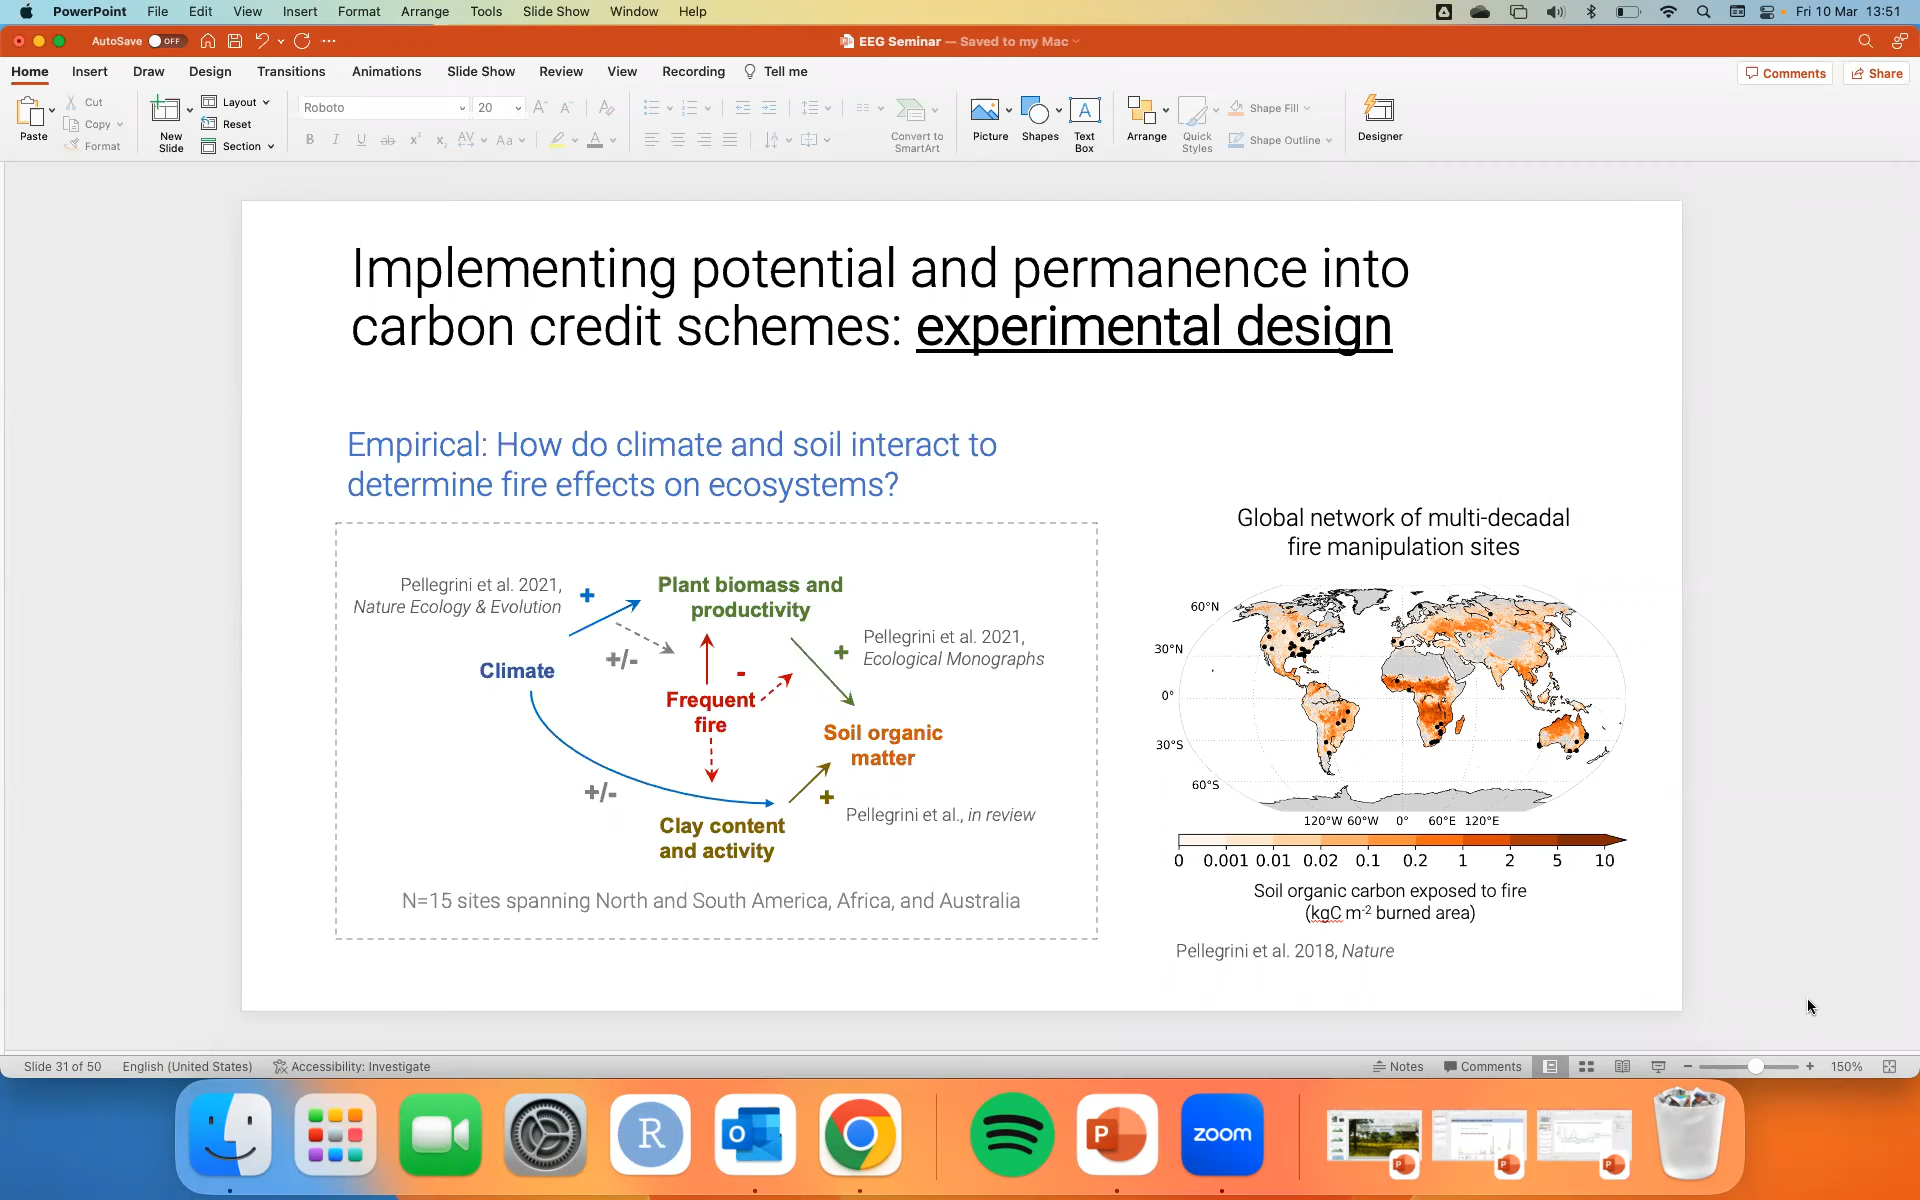 PowerPoint File Edit View Insert Format Arrange Tools Slide Show Window Help
Fri 10 Mar 13:51
AutoSave OFF
EEG Seminar — Saved to my Mac
Home Insert Draw Design Transitions Animations Slide Show Review View Recording Tell me
Comments Share
Paste
Cut
Copy
Format
New Slide
Layout
Reset
Section
Roboto 20
Convert to SmartArt
Picture
Shapes
Text Box
Arrange
Quick Styles
Shape Fill
Shape Outline
Designer
Implementing potential and permanence into
carbon credit schemes: experimental design
Empirical: How do climate and soil interact to
determine fire effects on ecosystems?
Pellegrini et al. 2021,
Nature Ecology & Evolution
+
Plant biomass and
productivity
+/-
Climate
-
Frequent
fire
+
Pellegrini et al. 2021,
Ecological Monographs
Soil organic
matter
+/-
+
Pellegrini et al., in review
Clay content
and activity
N=15 sites spanning North and South America, Africa, and Australia
Global network of multi-decadal
fire manipulation sites
60°N
30°N
0°
30°S
60°S
120°W 60°W 0° 60°E 120°E
0 0.001 0.01 0.02 0.1 0.2 1 2 5 10
Soil organic carbon exposed to fire
(kgC m-2 burned area)
Pellegrini et al. 2018, Nature
Slide 31 of 50 English (United States) Accessibility: Investigate
Notes Comments 150%
zoom